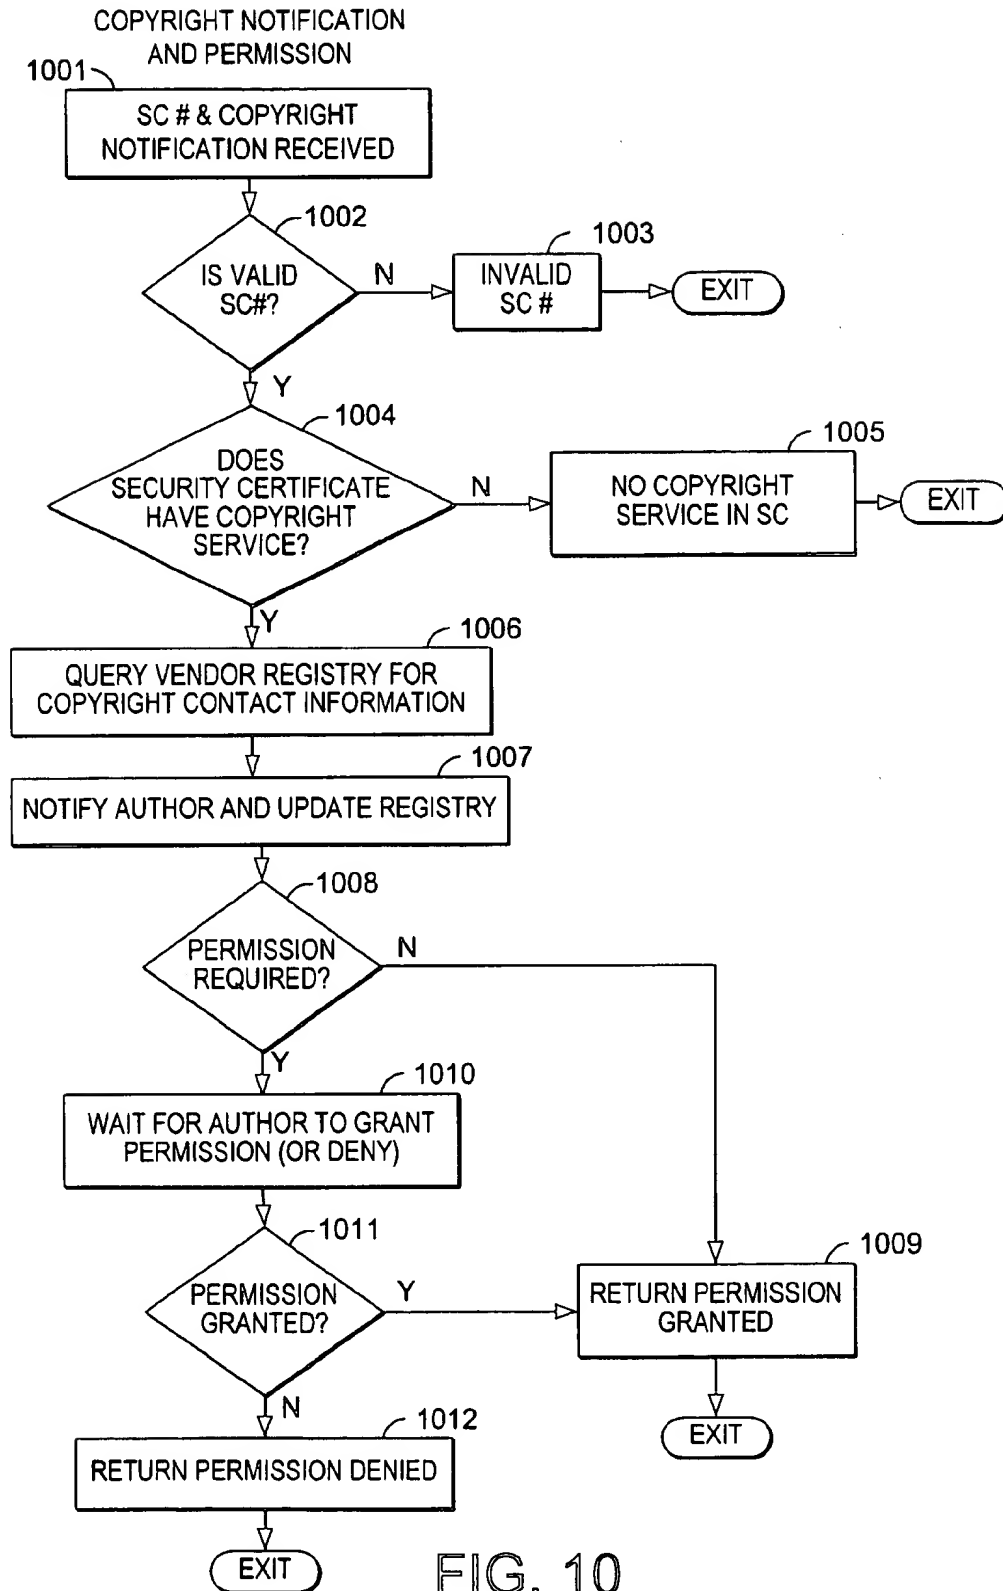 COPYRIGHT NOTIFICATION
AND PERMISSION
1001
SC # & COPYRIGHT
NOTIFICATION RECEIVED
1002
IS VALID
SC#?
N
1003
INVALID
SC #
EXIT
Y
1004
DOES
SECURITY CERTIFICATE
HAVE COPYRIGHT
SERVICE?
N
1005
NO COPYRIGHT
SERVICE IN SC
EXIT
Y
1006
QUERY VENDOR REGISTRY FOR
COPYRIGHT CONTACT INFORMATION
1007
NOTIFY AUTHOR AND UPDATE REGISTRY
1008
PERMISSION
REQUIRED?
N
Y
1010
WAIT FOR AUTHOR TO GRANT
PERMISSION (OR DENY)
1011
PERMISSION
GRANTED?
Y
1009
RETURN PERMISSION
GRANTED
EXIT
N
1012
RETURN PERMISSION DENIED
EXIT
FIG. 10